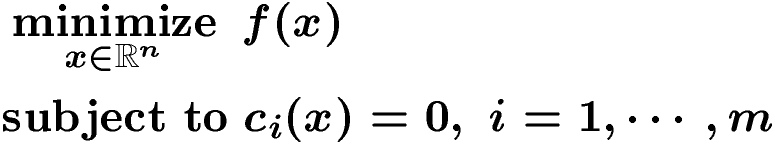 minimize f(x)
x∈ℝⁿ
subject to cᵢ(x) = 0, i = 1, ⋯ , m